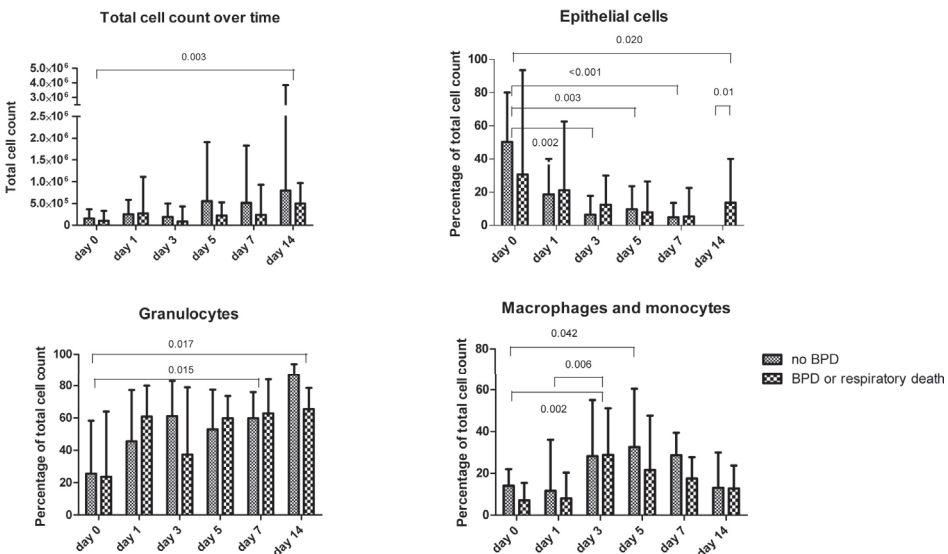 Total cell count over time
0.003
5.0×10⁶
4.0×10⁶
3.0×10⁶
2.5×10⁶
2.0×10⁶
1.5×10⁶
1.0×10⁶
5.0×10⁵
0
Total cell count
day 0 day 1 day 3 day 5 day 7 day 14
Epithelial cells
0.020
<0.001
0.003
0.002
0.01
100
80
60
40
20
0
Percentage of total cell count
day 0 day 1 day 3 day 5 day 7 day 14
Granulocytes
0.017
0.015
100
80
60
40
20
0
Percentage of total cell count
day 0 day 1 day 3 day 5 day 7 day 14
Macrophages and monocytes
0.042
0.006
0.002
80
60
40
20
0
Percentage of total cell count
day 0 day 1 day 3 day 5 day 7 day 14
no BPD
BPD or respiratory death